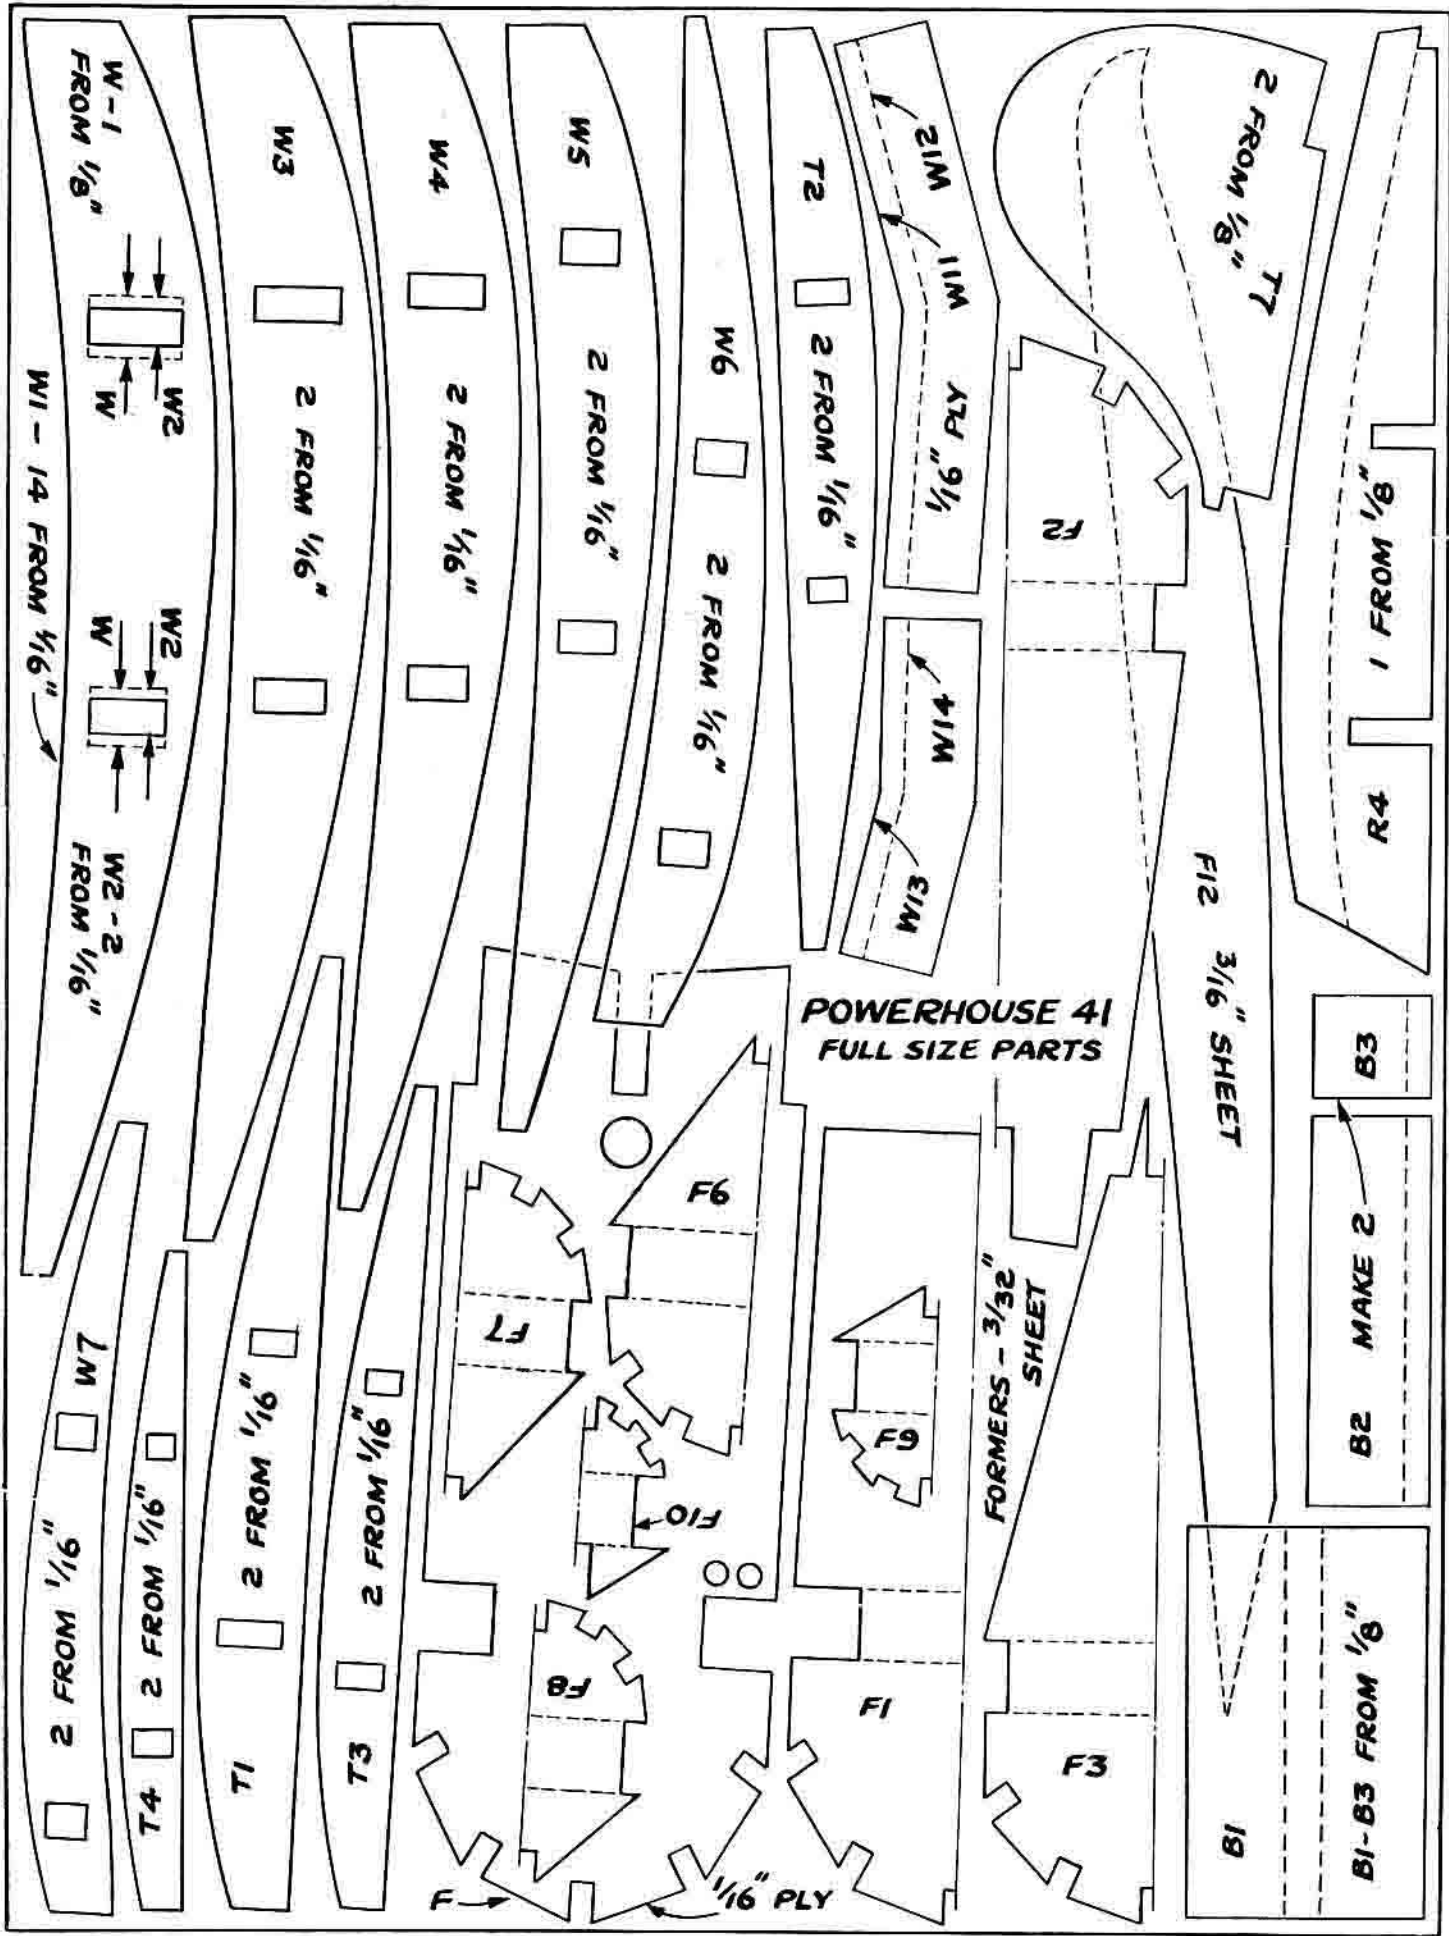 W-1
FROM 1/8"
W2
W
W1 - 14 FROM 1/16"
W2
W
W2-2
FROM 1/16"
W3
2 FROM 1/16"
W4
2 FROM 1/16"
W5
2 FROM 1/16"
W6
2 FROM 1/16"
T2
2 FROM 1/16"
W12
W11
1/16" PLY
W14
W13
2 FROM 1/8"
T7
F2
F12 3/16" SHEET
1 FROM 1/8"
R4
POWERHOUSE 41
FULL SIZE PARTS
B3
B2 MAKE 2
B1
B1-B3 FROM 1/8"
FORMERS - 3/32"
SHEET
F6
F7
F9
F10
F8
F1
F3
F
1/16" PLY
W7
2 FROM 1/16"
T4 2 FROM 1/16"
T1
2 FROM 1/16"
T3
2 FROM 1/16"